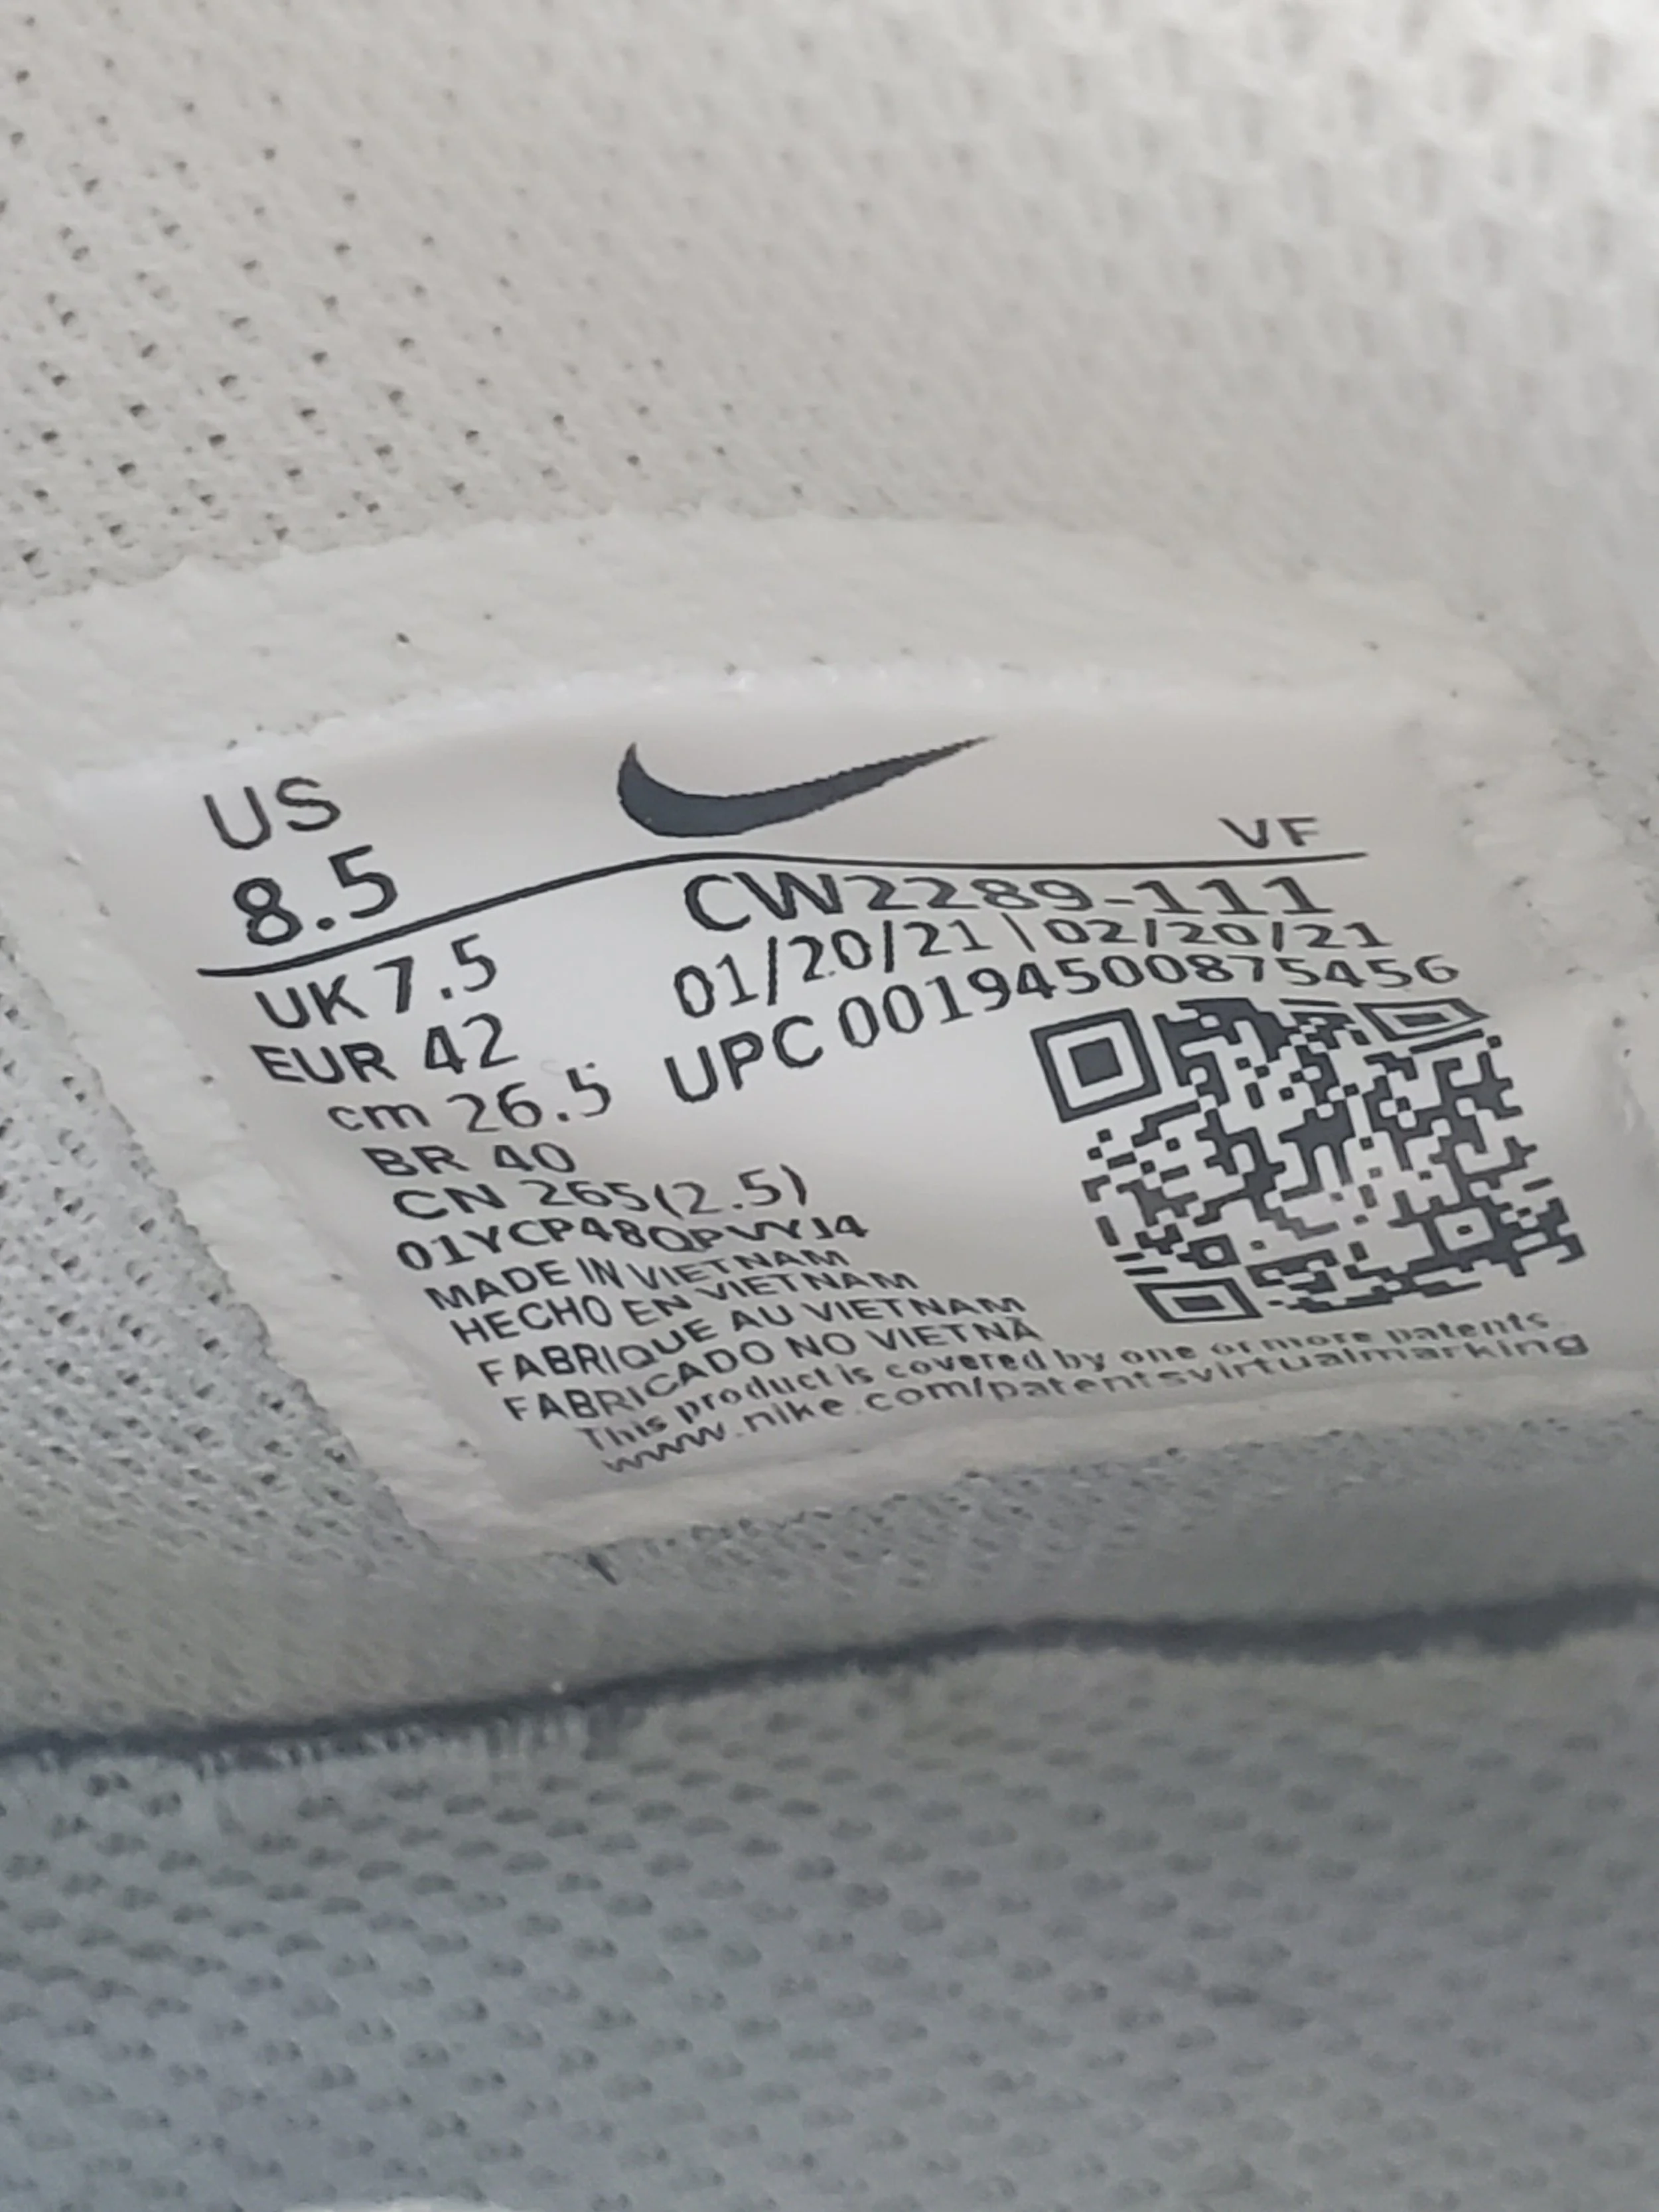 US
8.5
VF
CW2289-111
01/20/21 | 02/20/21
UPC 00194500875456
UK 7.5
EUR 42
cm 26.5
BR 40
CN 265(2.5)
01YCP48QPVYJ4
MADE IN VIETNAM
HECHO EN VIETNAM
FABRIQUE AU VIETNAM
FABRICADO NO VIETNÃ
This product is covered by one or more patents
www.nike.com/patentsvirtualmarking